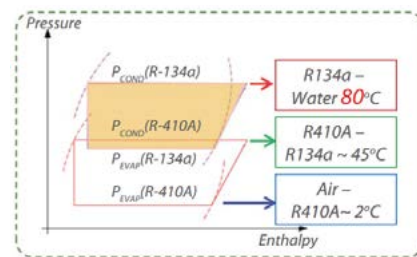 Pressure
P_COND(R-134a)
R134a –
Water 80°C
P_COND(R-410A)
R410A –
R134a ~ 45°C
P_EVAP(R-134a)
P_EVAP(R-410A)
Air –
R410A~ 2°C
Enthalpy